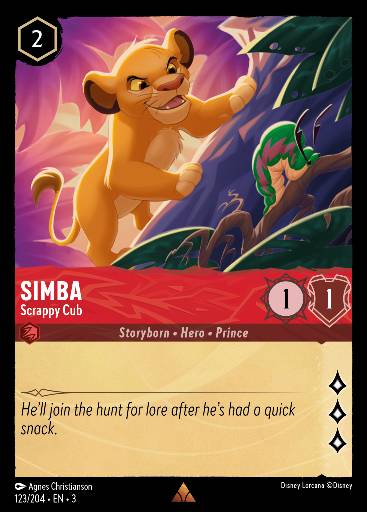 2
SIMBA
Scrappy Cub
1
1
Storyborn • Hero • Prince
He'll join the hunt for lore after he's had a quick
snack.
Agnes Christianson
123/204 • EN • 3
Disney Lorcana ©Disney